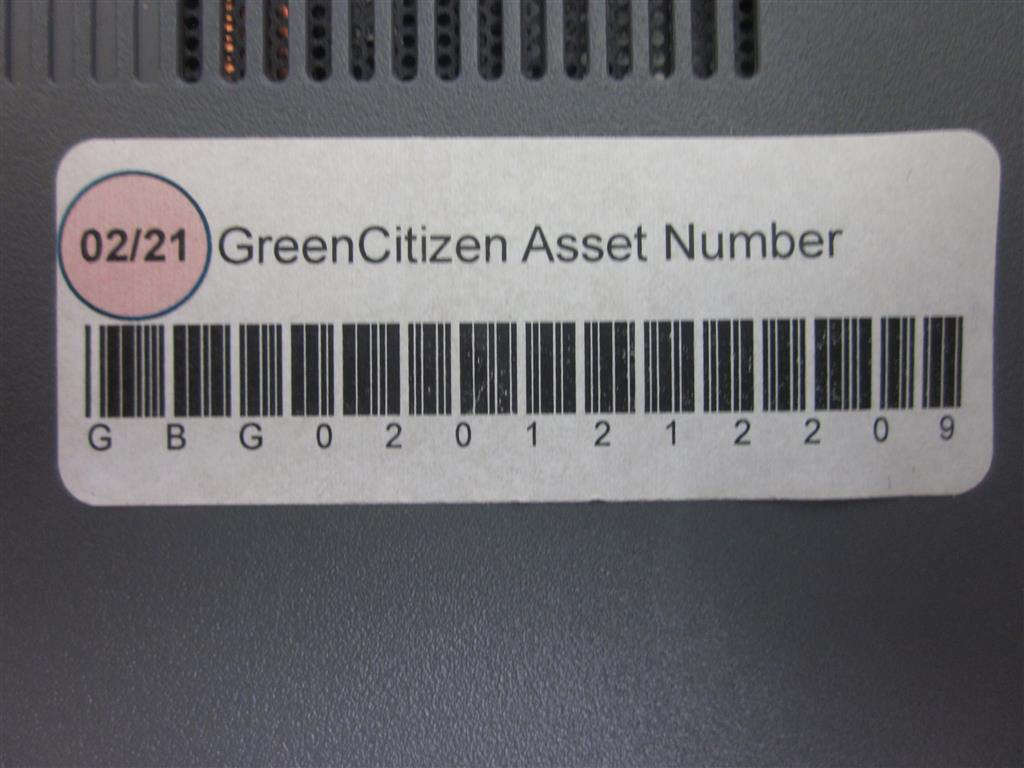 02/21 GreenCitizen Asset Number
G B G 0 2 0 1 2 1 2 2 0 9